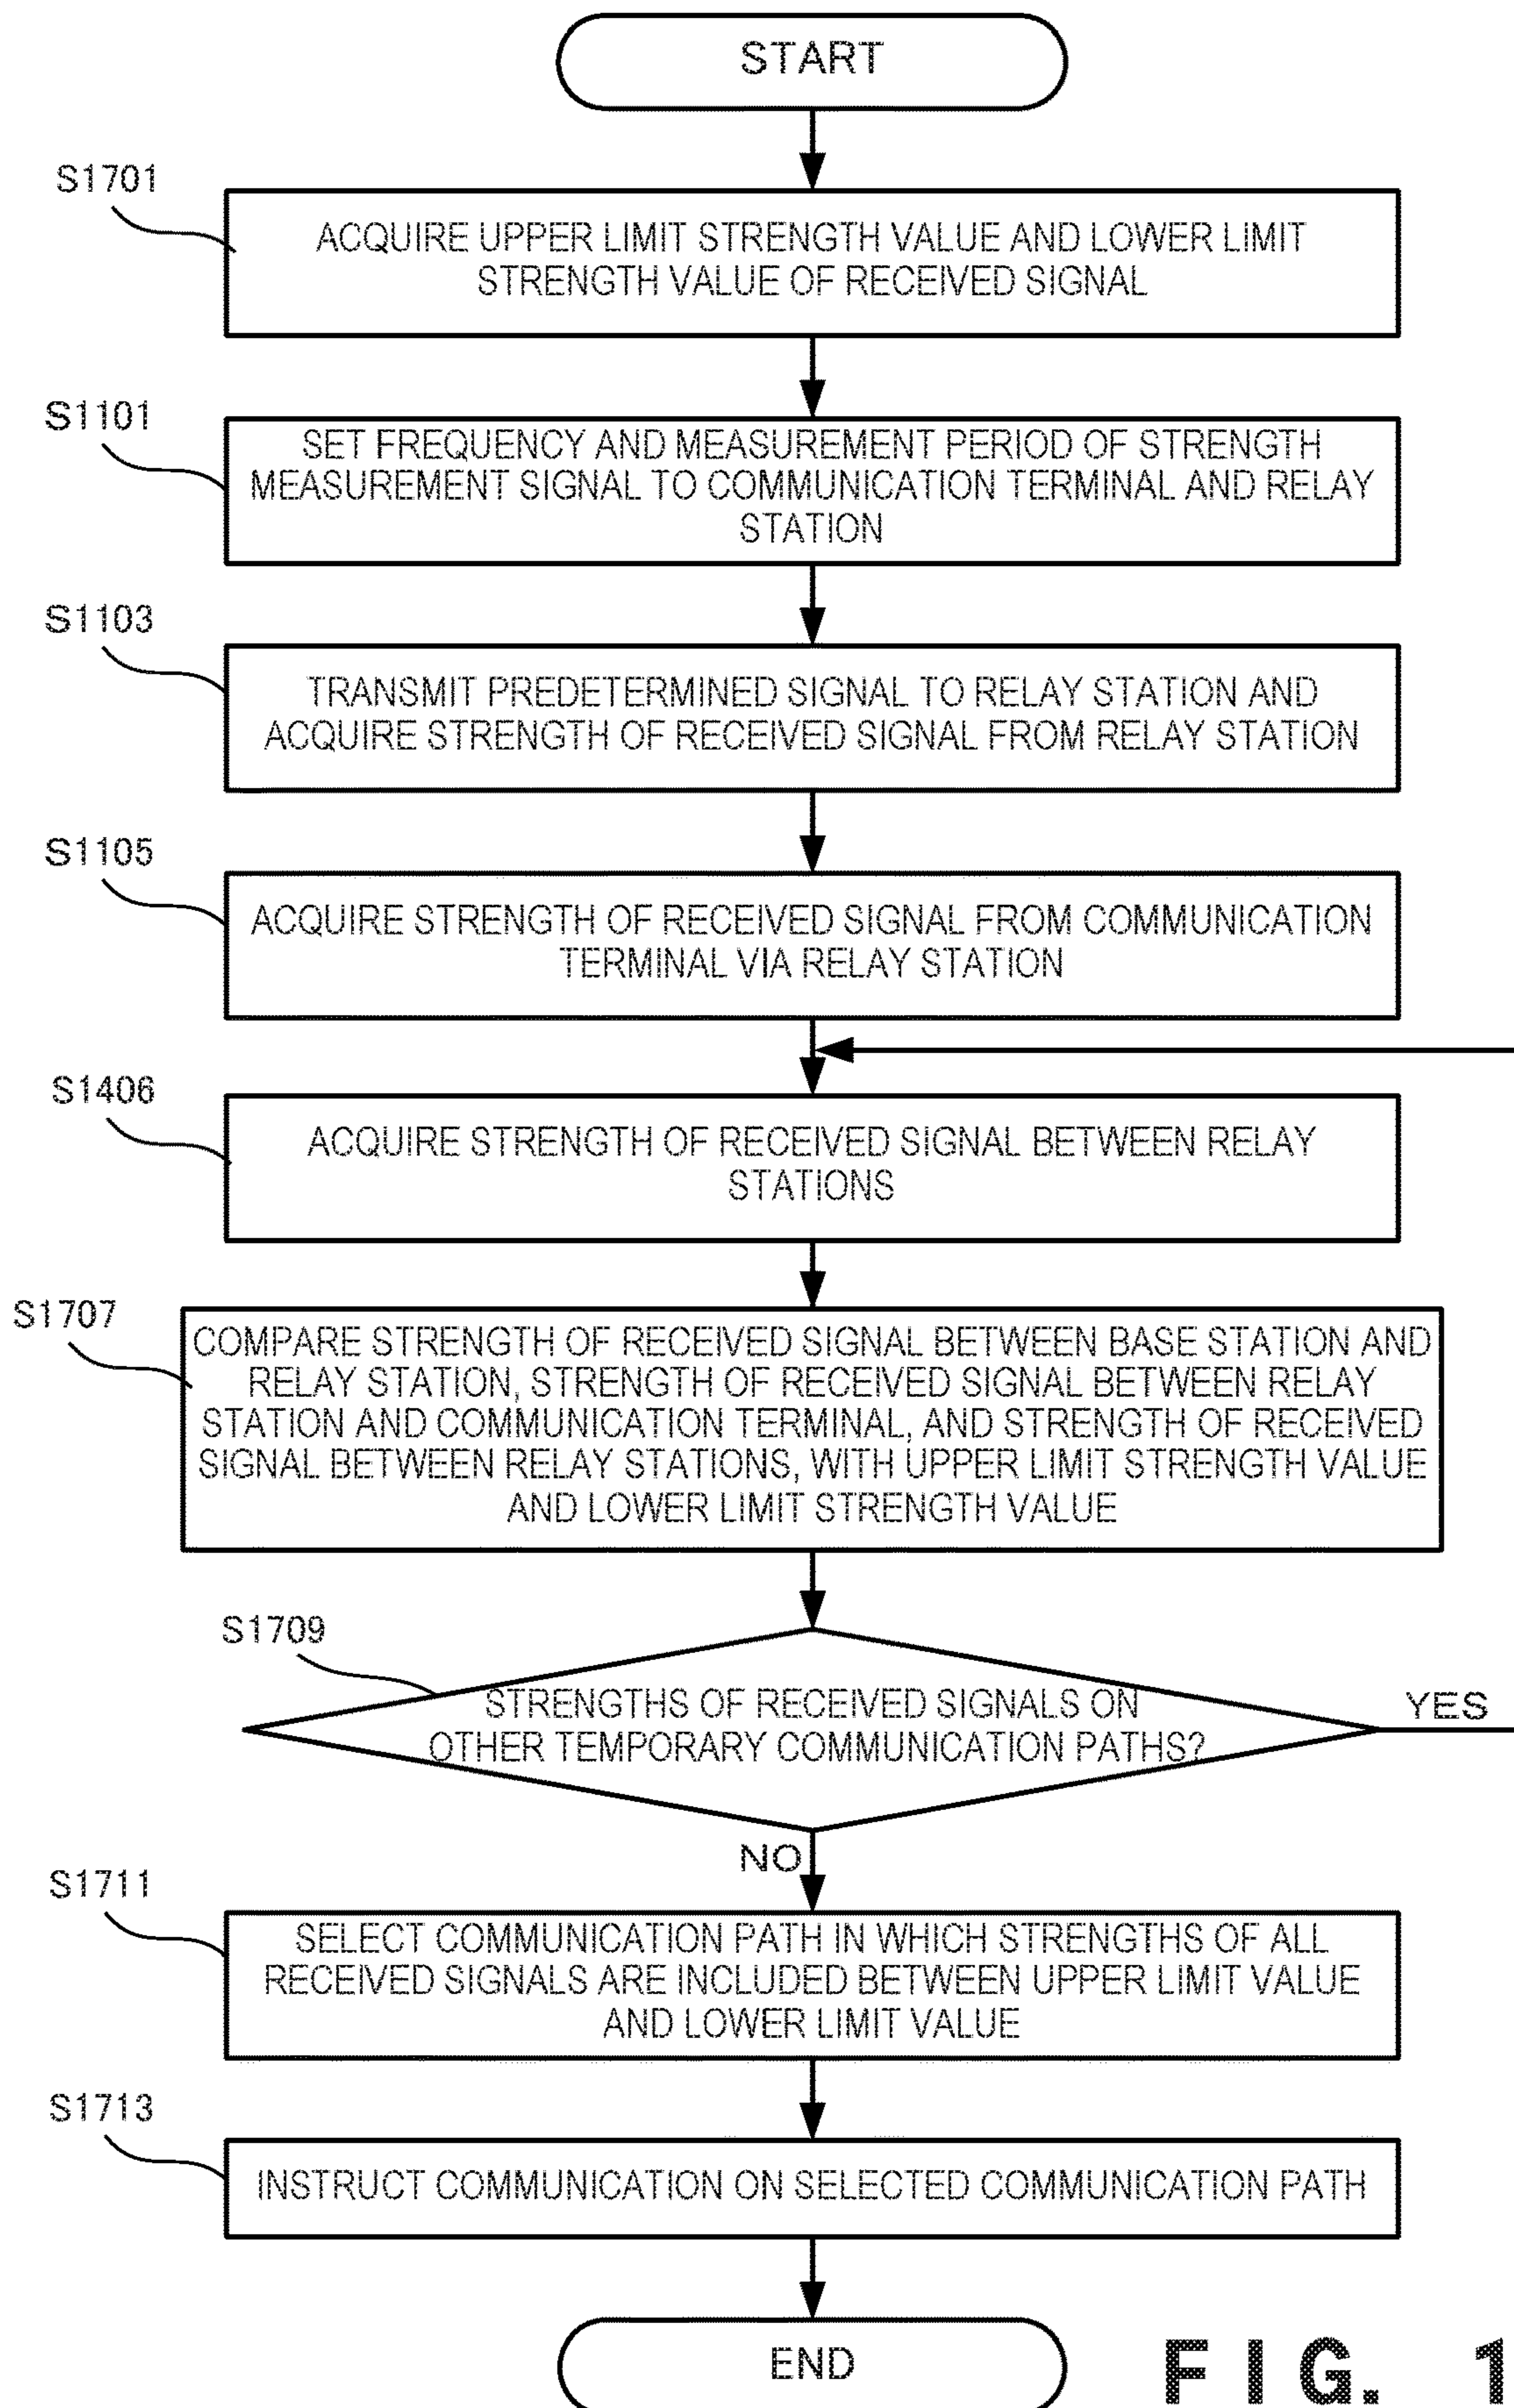 START
S1701
ACQUIRE UPPER LIMIT STRENGTH VALUE AND LOWER LIMIT
STRENGTH VALUE OF RECEIVED SIGNAL
S1101
SET FREQUENCY AND MEASUREMENT PERIOD OF STRENGTH
MEASUREMENT SIGNAL TO COMMUNICATION TERMINAL AND RELAY
STATION
S1103
TRANSMIT PREDETERMINED SIGNAL TO RELAY STATION AND
ACQUIRE STRENGTH OF RECEIVED SIGNAL FROM RELAY STATION
S1105
ACQUIRE STRENGTH OF RECEIVED SIGNAL FROM COMMUNICATION
TERMINAL VIA RELAY STATION
S1406
ACQUIRE STRENGTH OF RECEIVED SIGNAL BETWEEN RELAY
STATIONS
S1707
COMPARE STRENGTH OF RECEIVED SIGNAL BETWEEN BASE STATION AND
RELAY STATION, STRENGTH OF RECEIVED SIGNAL BETWEEN RELAY
STATION AND COMMUNICATION TERMINAL, AND STRENGTH OF RECEIVED
SIGNAL BETWEEN RELAY STATIONS, WITH UPPER LIMIT STRENGTH VALUE
AND LOWER LIMIT STRENGTH VALUE
S1709
STRENGTHS OF RECEIVED SIGNALS ON
OTHER TEMPORARY COMMUNICATION PATHS?
YES
NO
S1711
SELECT COMMUNICATION PATH IN WHICH STRENGTHS OF ALL
RECEIVED SIGNALS ARE INCLUDED BETWEEN UPPER LIMIT VALUE
AND LOWER LIMIT VALUE
S1713
INSTRUCT COMMUNICATION ON SELECTED COMMUNICATION PATH
END
FIG. 1